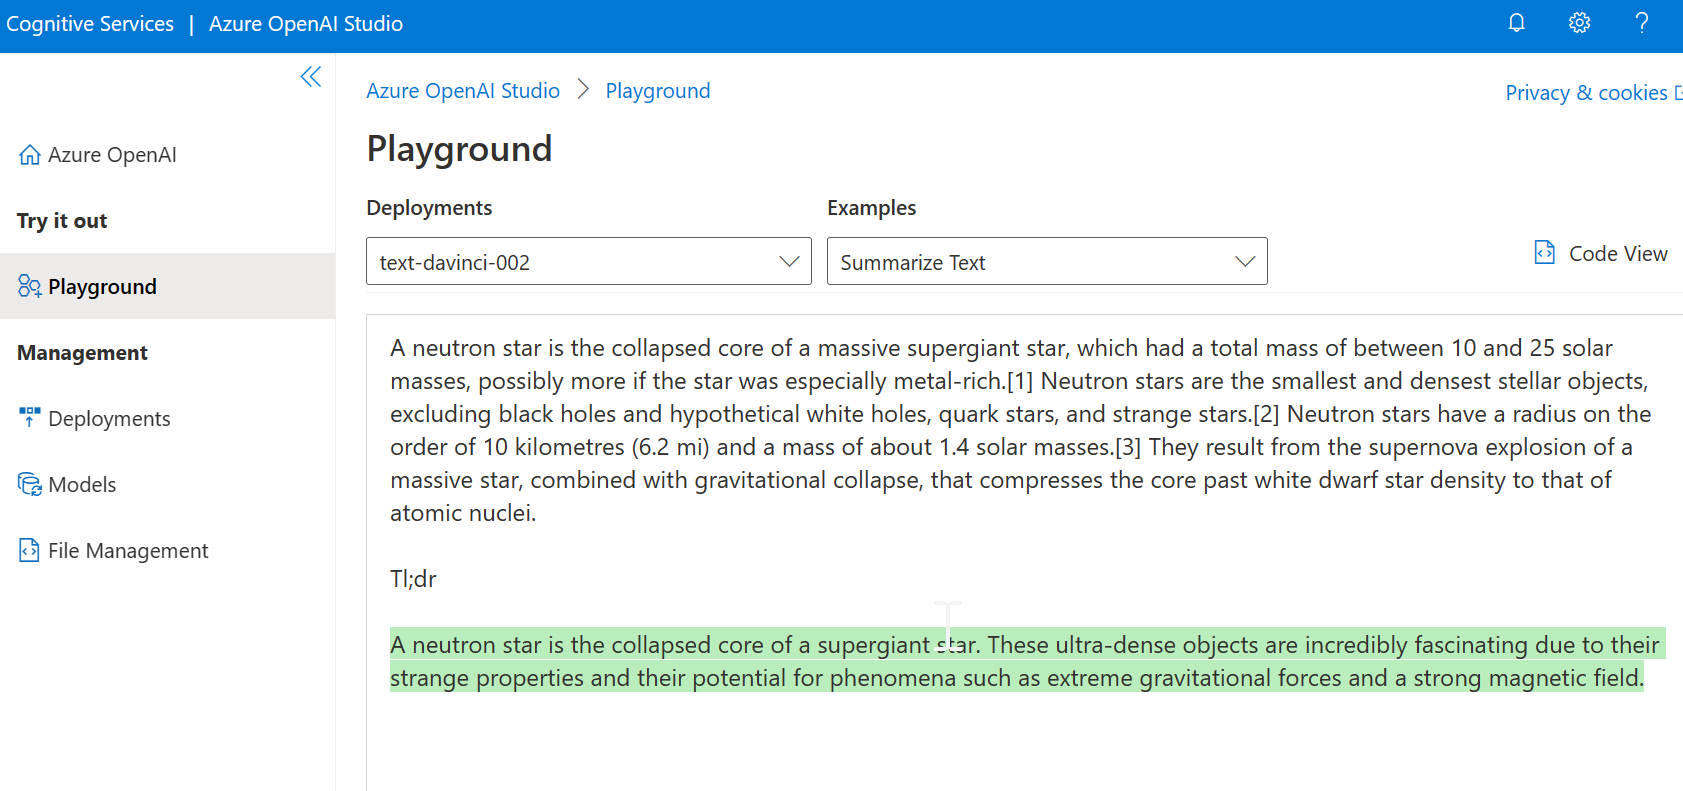 Cognitive Services | Azure OpenAI Studio
Azure OpenAI Studio > Playground
Privacy & cookies
Azure OpenAI
Try it out
Playground
Management
Deployments
Models
File Management
Playground
Deployments
Examples
text-davinci-002
Summarize Text
Code View
A neutron star is the collapsed core of a massive supergiant star, which had a total mass of between 10 and 25 solar
masses, possibly more if the star was especially metal-rich.[1] Neutron stars are the smallest and densest stellar objects,
excluding black holes and hypothetical white holes, quark stars, and strange stars.[2] Neutron stars have a radius on the
order of 10 kilometres (6.2 mi) and a mass of about 1.4 solar masses.[3] They result from the supernova explosion of a
massive star, combined with gravitational collapse, that compresses the core past white dwarf star density to that of
atomic nuclei.
Tl;dr
A neutron star is the collapsed core of a supergiant star. These ultra-dense objects are incredibly fascinating due to their
strange properties and their potential for phenomena such as extreme gravitational forces and a strong magnetic field.